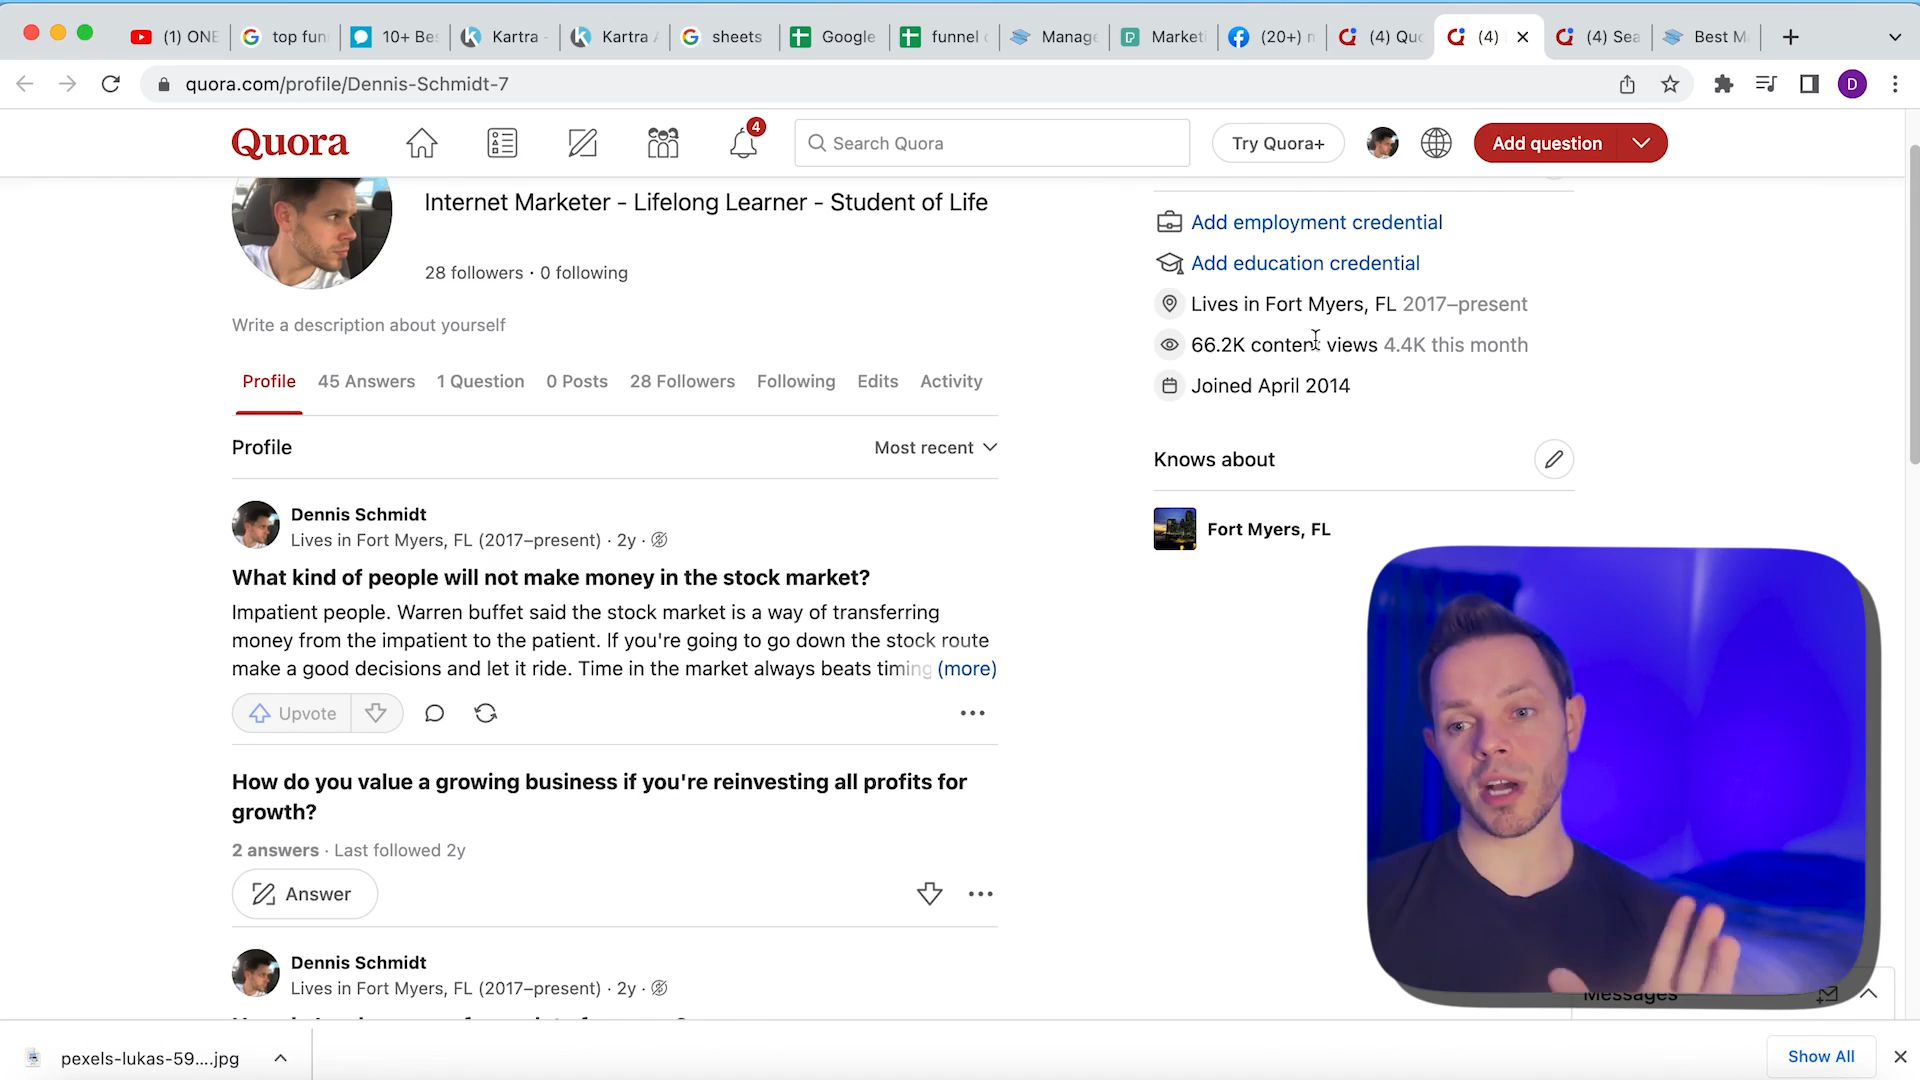 (1) ONE
top fun
10+ Bes
Kartra -
Kartra A
sheets
Google
funnel c
Manage
Marketi
(20+) n
(4) Quo
(4)
(4) Sea
Best M
quora.com/profile/Dennis-Schmidt-7
D
Quora
4
Search Quora
Try Quora+
Add question
Internet Marketer - Lifelong Learner - Student of Life
28 followers · 0 following
Write a description about yourself
Add employment credential
Add education credential
Lives in Fort Myers, FL 2017–present
66.2K content views 4.4K this month
Joined April 2014
Profile 45 Answers 1 Question 0 Posts 28 Followers Following Edits Activity
Profile
Most recent
Knows about
Fort Myers, FL
Dennis Schmidt
Lives in Fort Myers, FL (2017–present) · 2y ·
What kind of people will not make money in the stock market?
Impatient people. Warren buffet said the stock market is a way of transferring
money from the impatient to the patient. If you're going to go down the stock route
make a good decisions and let it ride. Time in the market always beats timing (more)
Upvote
How do you value a growing business if you're reinvesting all profits for
growth?
2 answers · Last followed 2y
Answer
Dennis Schmidt
Lives in Fort Myers, FL (2017–present) · 2y ·
Messages
pexels-lukas-59....jpg
Show All